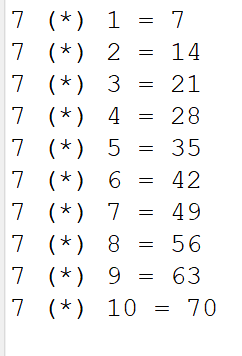 7 (*) 1 = 7
7 (*) 2 = 14
7 (*) 3 = 21
7 (*) 4 = 28
7 (*) 5 = 35
7 (*) 6 = 42
7 (*) 7 = 49
7 (*) 8 = 56
7 (*) 9 = 63
7 (*) 10 = 70